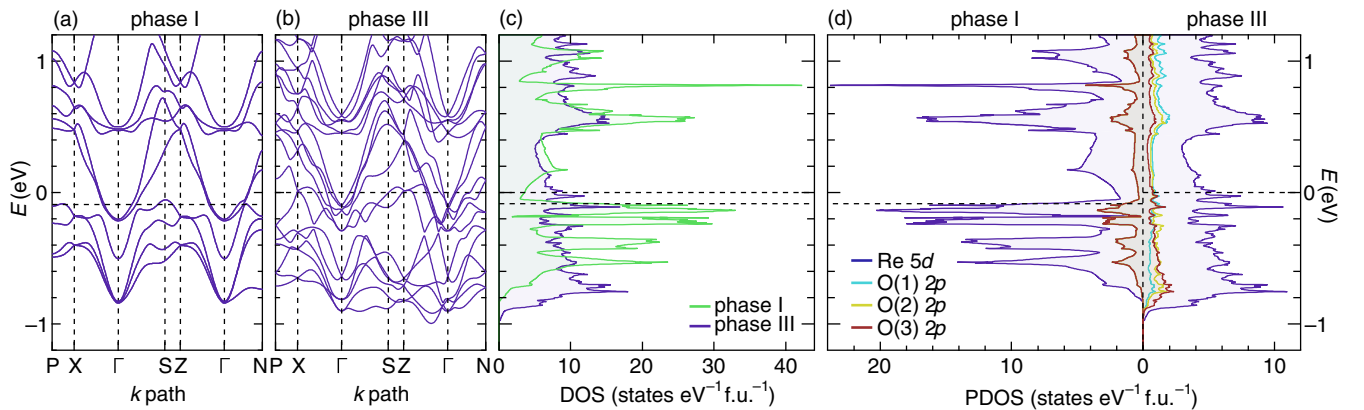 (a) phase I
(b) phase III
(c)
(d) phase I phase III
E (eV)
1
0
−1
P X Γ S Z Γ N
k path
P X Γ S Z Γ N
k path
phase I
phase III
0 10 20 30 40
DOS (states eV⁻¹ f.u.⁻¹)
Re 5d
O(1) 2p
O(2) 2p
O(3) 2p
20 10 0 10
PDOS (states eV⁻¹ f.u.⁻¹)
1
0
−1
E (eV)